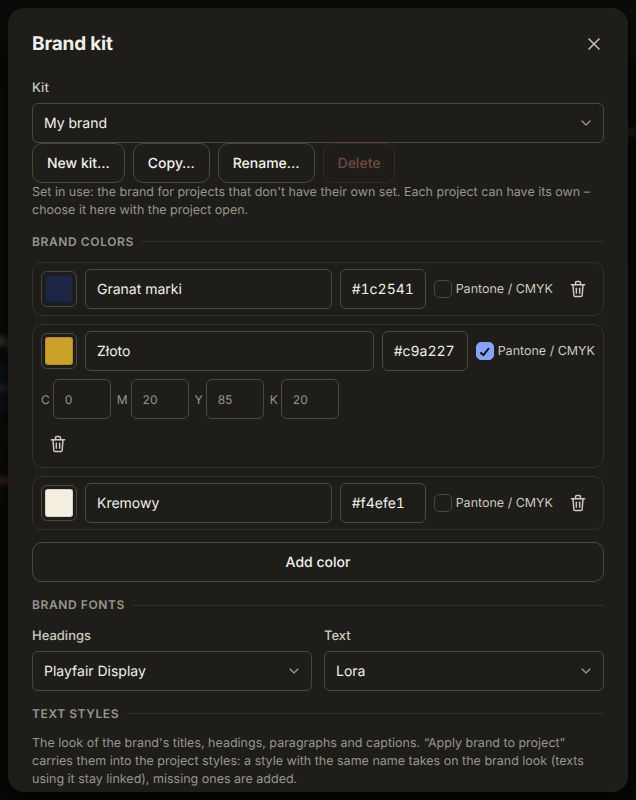 Brand kit
Kit
My brand
New kit...
Copy...
Rename...
Delete
Set in use: the brand for projects that don't have their own set. Each project can have its own –
choose it here with the project open.
BRAND COLORS
Granat marki #1c2541 Pantone / CMYK
Złoto #c9a227 Pantone / CMYK
C 0 M 20 Y 85 K 20
Kremowy #f4efe1 Pantone / CMYK
Add color
BRAND FONTS
Headings Text
Playfair Display Lora
TEXT STYLES
The look of the brand's titles, headings, paragraphs and captions. “Apply brand to project”
carries them into the project styles: a style with the same name takes on the brand look (texts
using it stay linked), missing ones are added.